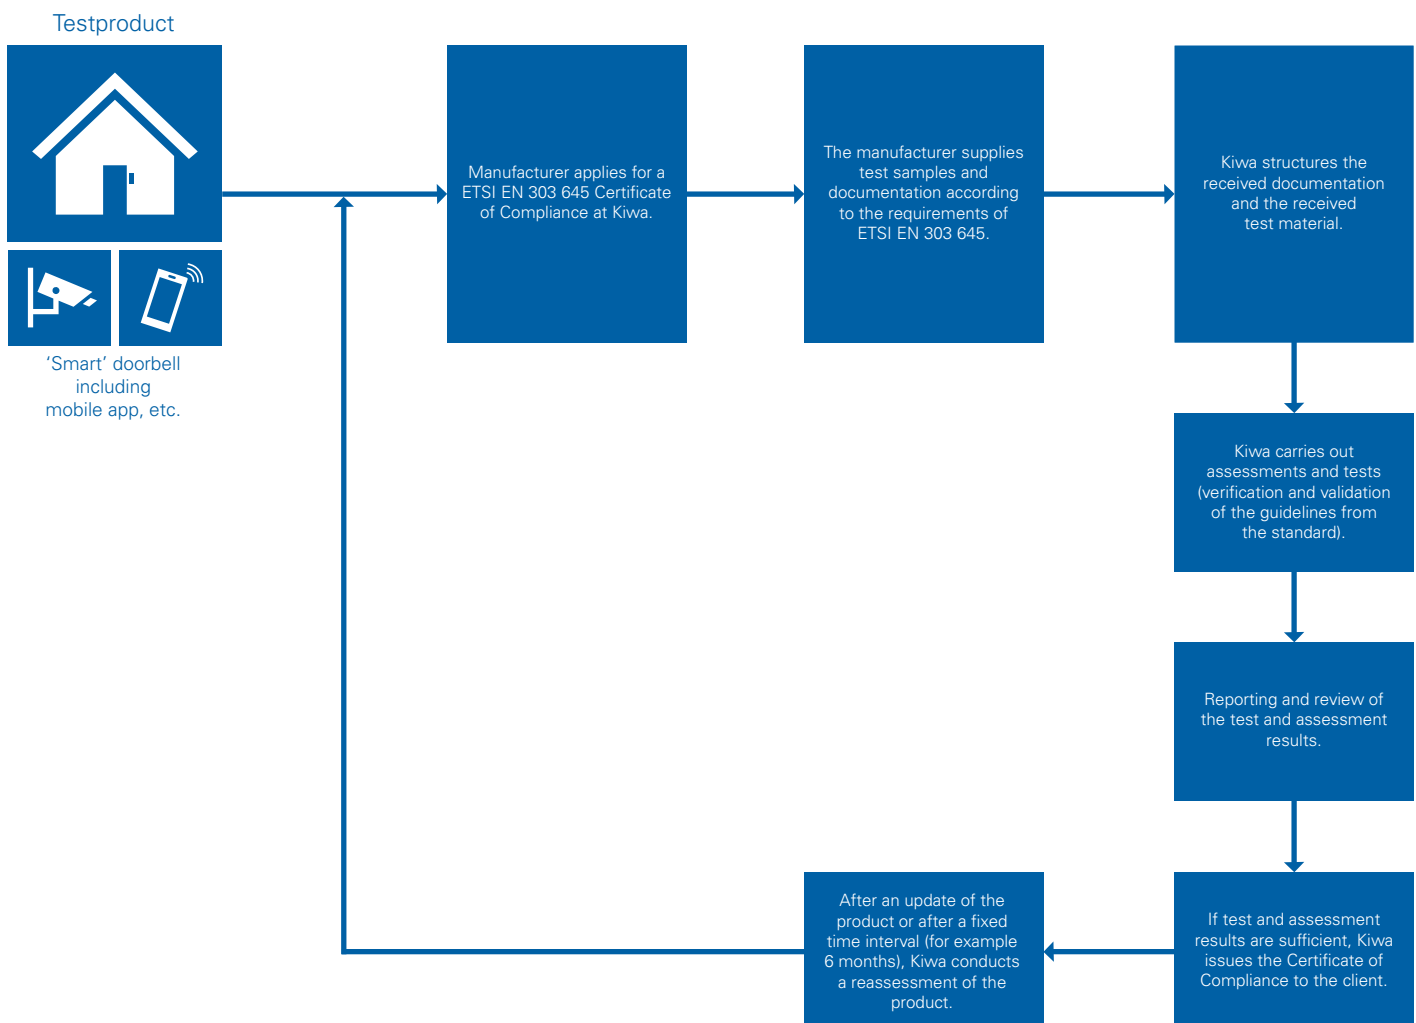 Testproduct
'Smart' doorbell
including
mobile app, etc.
Manufacturer applies for a
ETSI EN 303 645 Certificate
of Compliance at Kiwa.
The manufacturer supplies
test samples and
documentation according
to the requirements of
ETSI EN 303 645.
Kiwa structures the
received documentation
and the received
test material.
Kiwa carries out
assessments and tests
(verification and validation
of the guidelines from
the standard).
Reporting and review of
the test and assessment
results.
If test and assessment
results are sufficient, Kiwa
issues the Certificate of
Compliance to the client.
After an update of the
product or after a fixed
time interval (for example
6 months), Kiwa conducts
a reassessment of the
product.